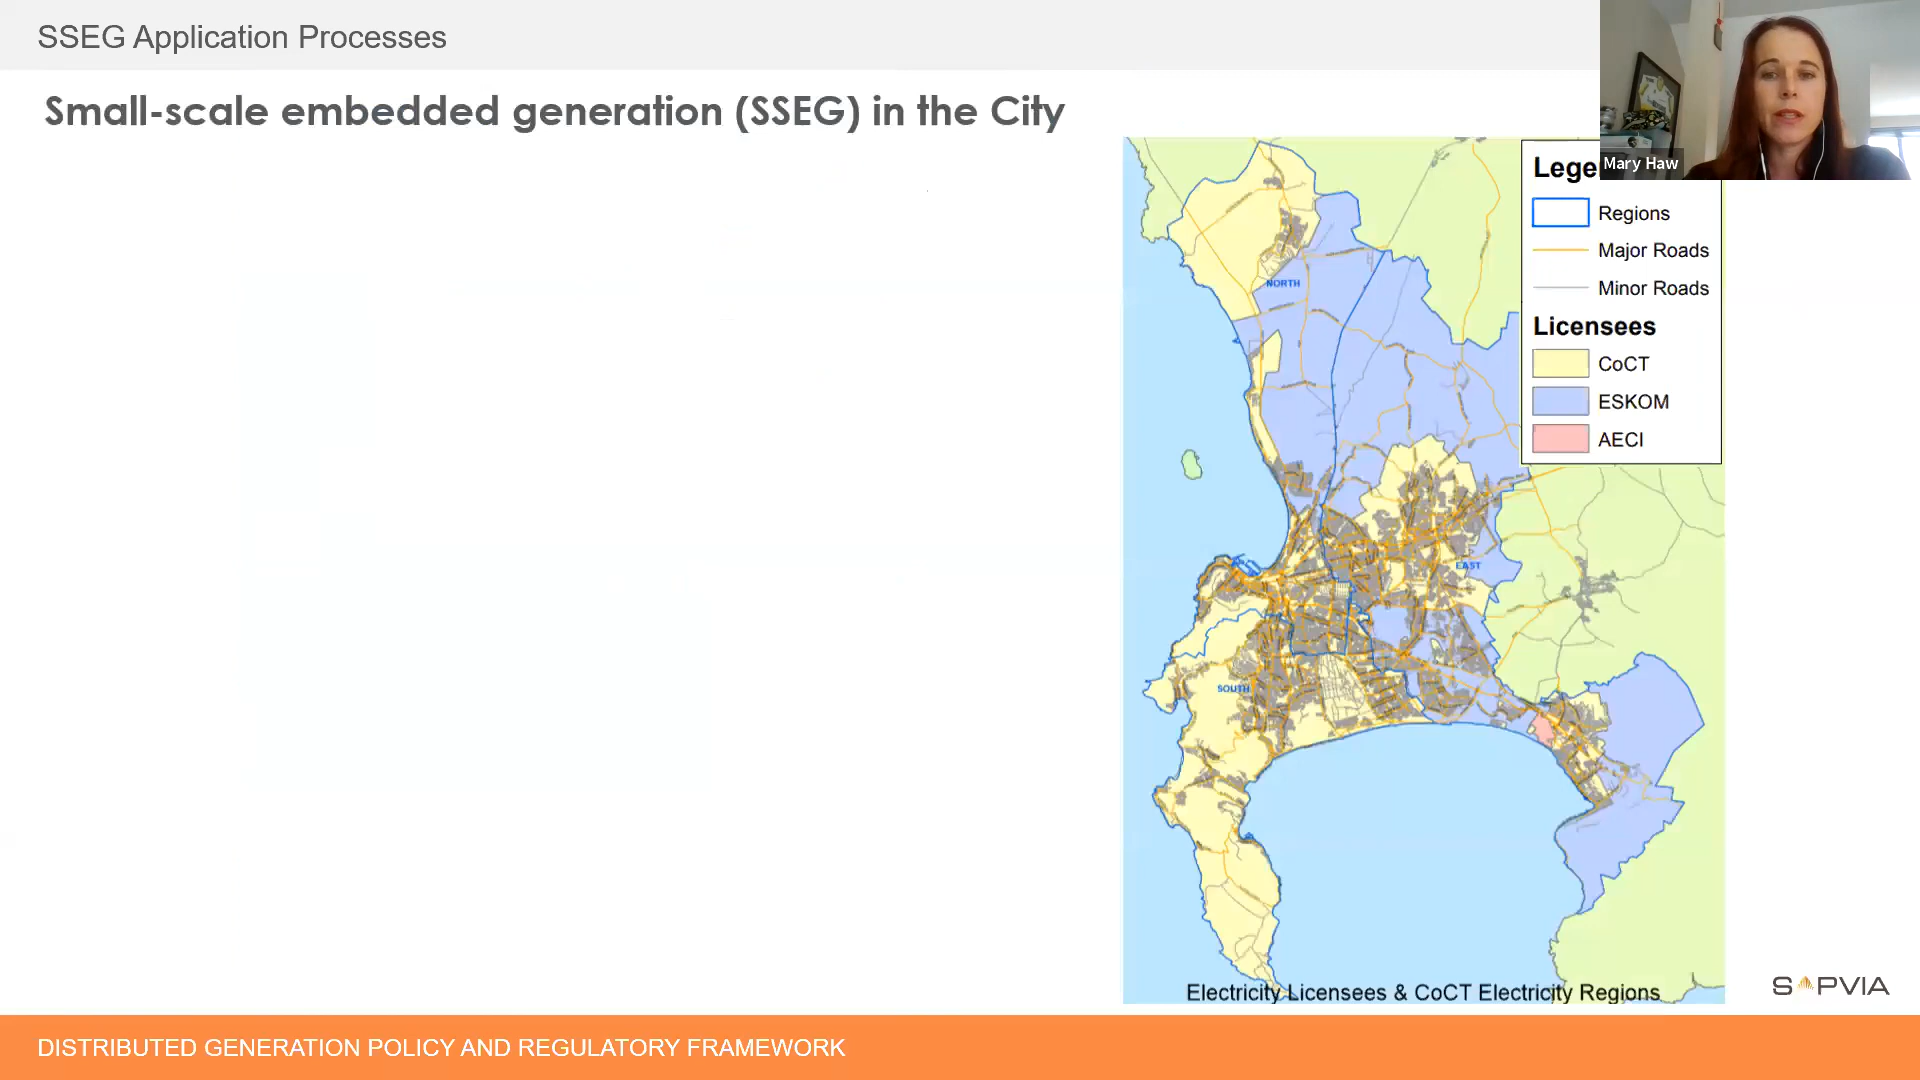 SSEG Application Processes
Small-scale embedded generation (SSEG) in the City
Mary Haw
Lege
Regions
Major Roads
Minor Roads
Licensees
CoCT
ESKOM
AECI
NORTH
EAST
SOUTH
Electricity Licensees & CoCT Electricity Regions
SAPVIA
DISTRIBUTED GENERATION POLICY AND REGULATORY FRAMEWORK